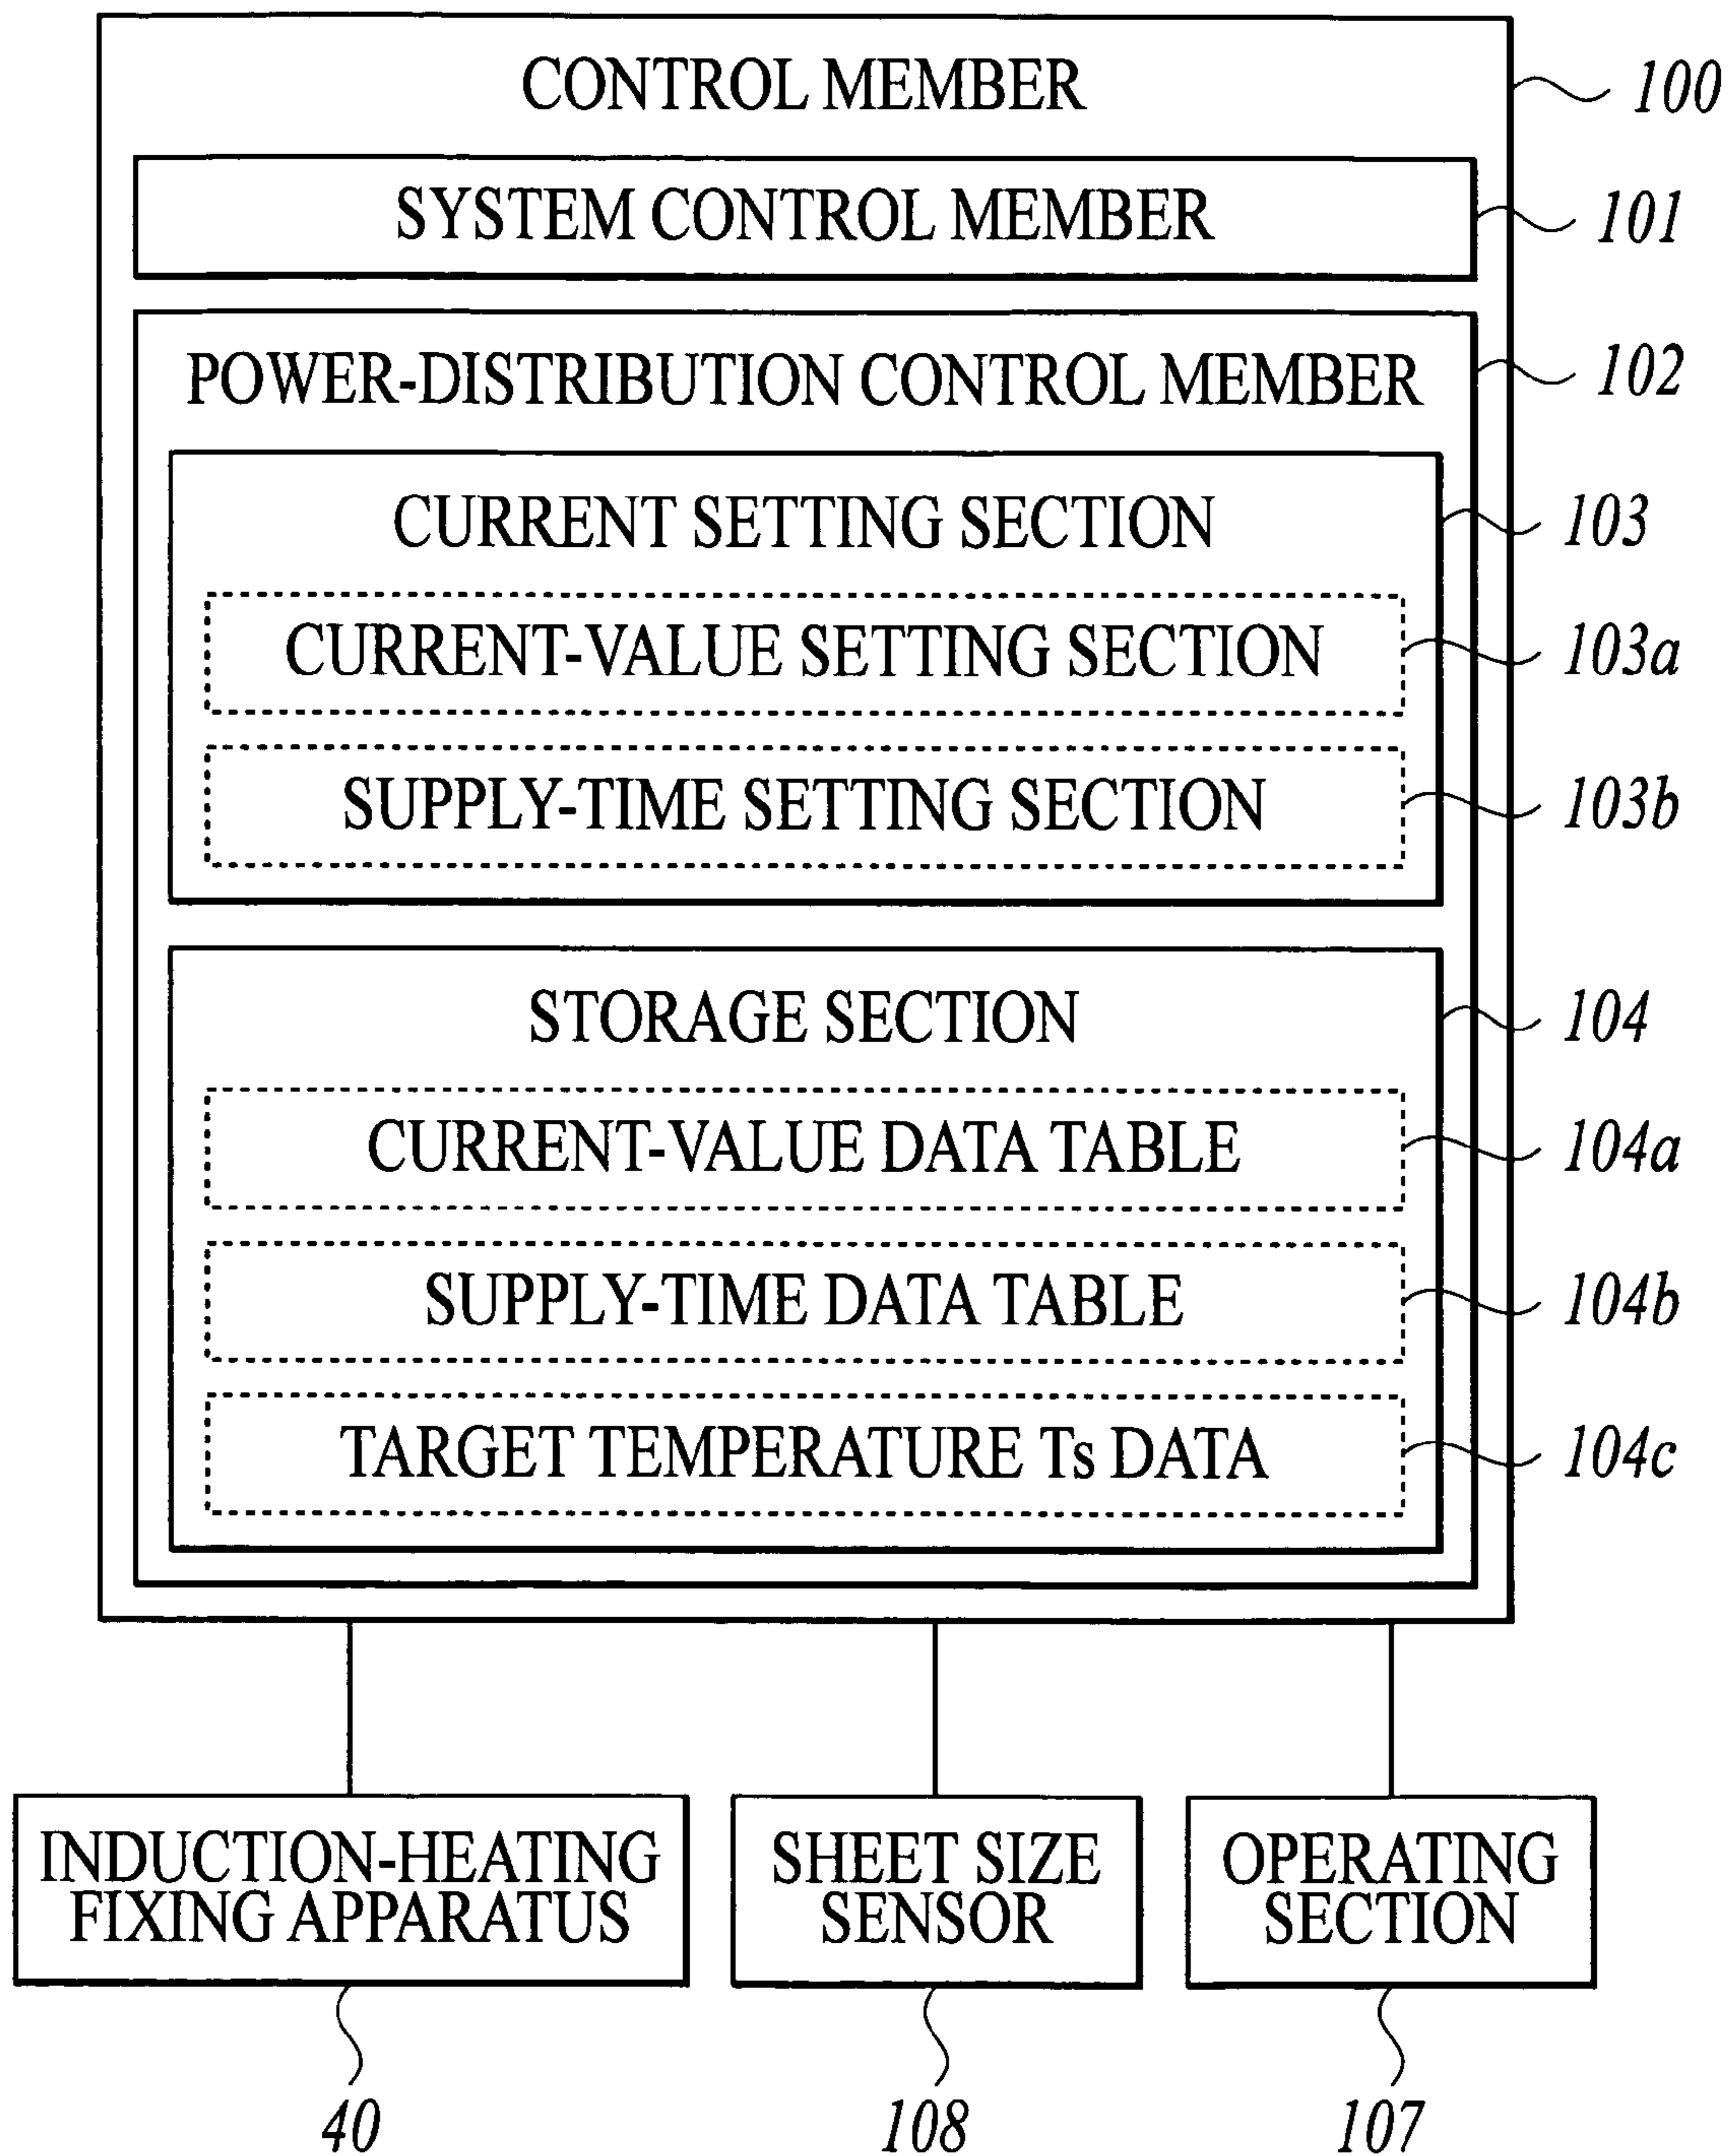 CONTROL MEMBER
100
SYSTEM CONTROL MEMBER
101
POWER-DISTRIBUTION CONTROL MEMBER
102
CURRENT SETTING SECTION
103
CURRENT-VALUE SETTING SECTION
103a
SUPPLY-TIME SETTING SECTION
103b
STORAGE SECTION
104
CURRENT-VALUE DATA TABLE
104a
SUPPLY-TIME DATA TABLE
104b
TARGET TEMPERATURE Ts DATA
104c
INDUCTION-HEATING
FIXING APPARATUS
40
SHEET SIZE
SENSOR
108
OPERATING
SECTION
107